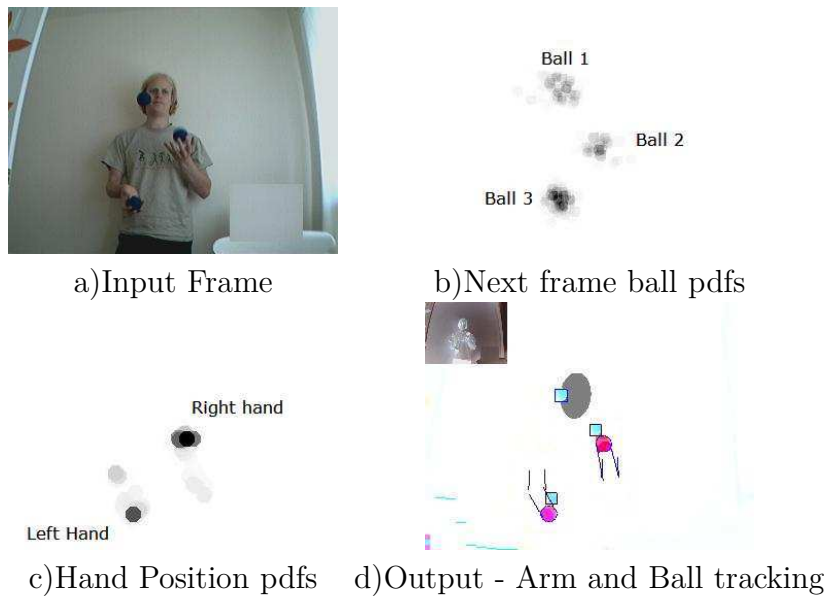 Ball 1
Ball 2
Ball 3
a)Input Frame
b)Next frame ball pdfs
Right hand
Left Hand
c)Hand Position pdfs
d)Output - Arm and Ball tracking